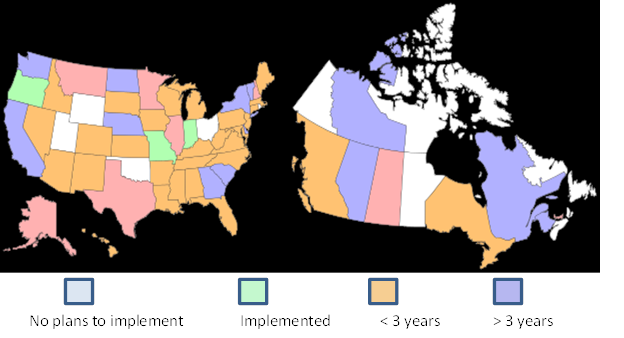 No plans to implement Implemented < 3 years > 3 years